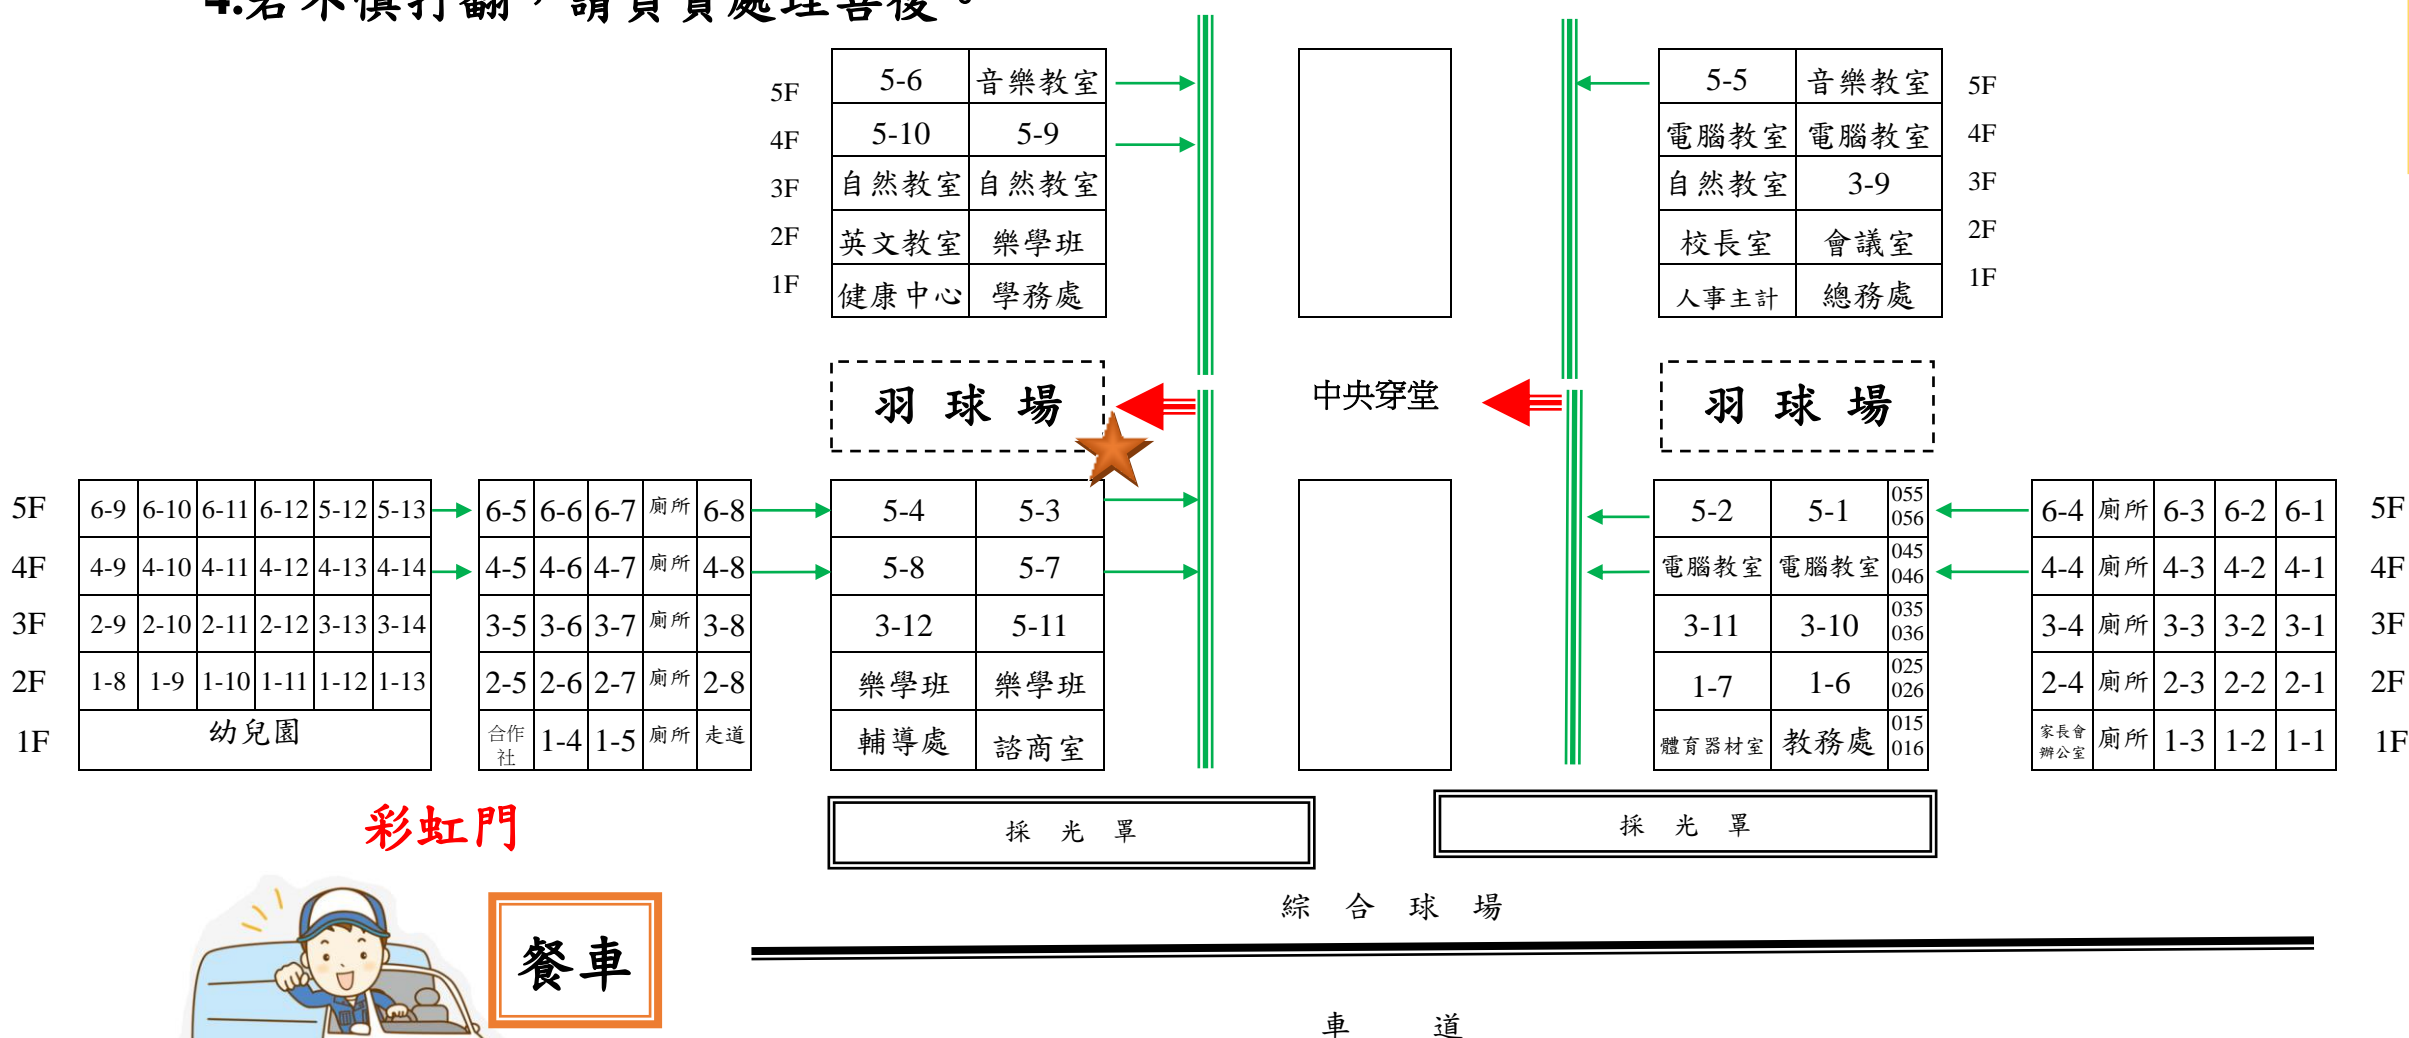 4.若不慎打翻，請負責處理善後。
5F 5-6 音樂教室
4F 5-10 5-9
3F 自然教室 自然教室
2F 英文教室 樂學班
1F 健康中心 學務處
5-5 音樂教室 5F
電腦教室 電腦教室 4F
自然教室 3-9 3F
校長室 會議室 2F
人事主計 總務處 1F
羽球場 中央穿堂 羽球場
5F 6-9 6-10 6-11 6-12 5-12 5-13 6-5 6-6 6-7 廁所 6-8 5-4 5-3 5-2 5-1 055 056 6-4 廁所 6-3 6-2 6-1 5F
4F 4-9 4-10 4-11 4-12 4-13 4-14 4-5 4-6 4-7 廁所 4-8 5-8 5-7 電腦教室 電腦教室 045 046 4-4 廁所 4-3 4-2 4-1 4F
3F 2-9 2-10 2-11 2-12 3-13 3-14 3-5 3-6 3-7 廁所 3-8 3-12 5-11 3-11 3-10 035 036 3-4 廁所 3-3 3-2 3-1 3F
2F 1-8 1-9 1-10 1-11 1-12 1-13 2-5 2-6 2-7 廁所 2-8 樂學班 樂學班 1-7 1-6 025 026 2-4 廁所 2-3 2-2 2-1 2F
1F 幼兒園 合作社 1-4 1-5 廁所 走道 輔導處 諮商室 體育器材室 教務處 015 016 家長會辦公室 廁所 1-3 1-2 1-1 1F
彩虹門
採光罩 採光罩
綜合球場
餐車
車道